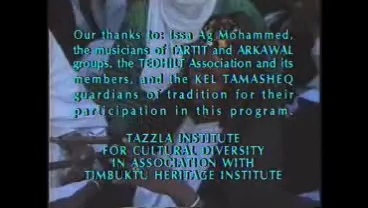 Our thanks to: Issa Ag Mohammed,
the musicians of TARTIT and ARKAWAL
groups, the TEDHILT Association and its
members, and the KEL TAMASHEQ
guardians of tradition for their
participation in this program.
TAZZLA INSTITUTE
FOR CULTURAL DIVERSITY
IN ASSOCIATION WITH
TIMBUKTU HERITAGE INSTITUTE